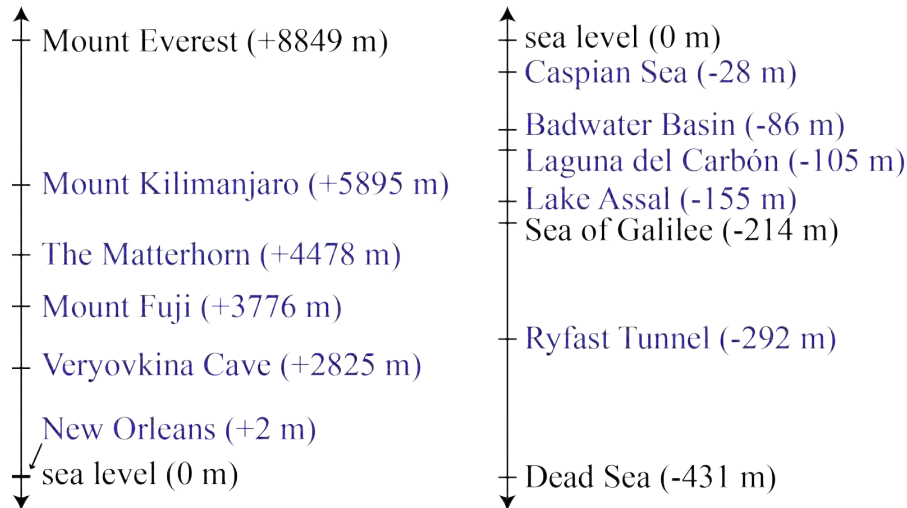 Mount Everest (+8849 m)
Mount Kilimanjaro (+5895 m)
The Matterhorn (+4478 m)
Mount Fuji (+3776 m)
Veryovkina Cave (+2825 m)
New Orleans (+2 m)
sea level (0 m)
sea level (0 m)
Caspian Sea (-28 m)
Badwater Basin (-86 m)
Laguna del Carbón (-105 m)
Lake Assal (-155 m)
Sea of Galilee (-214 m)
Ryfast Tunnel (-292 m)
Dead Sea (-431 m)